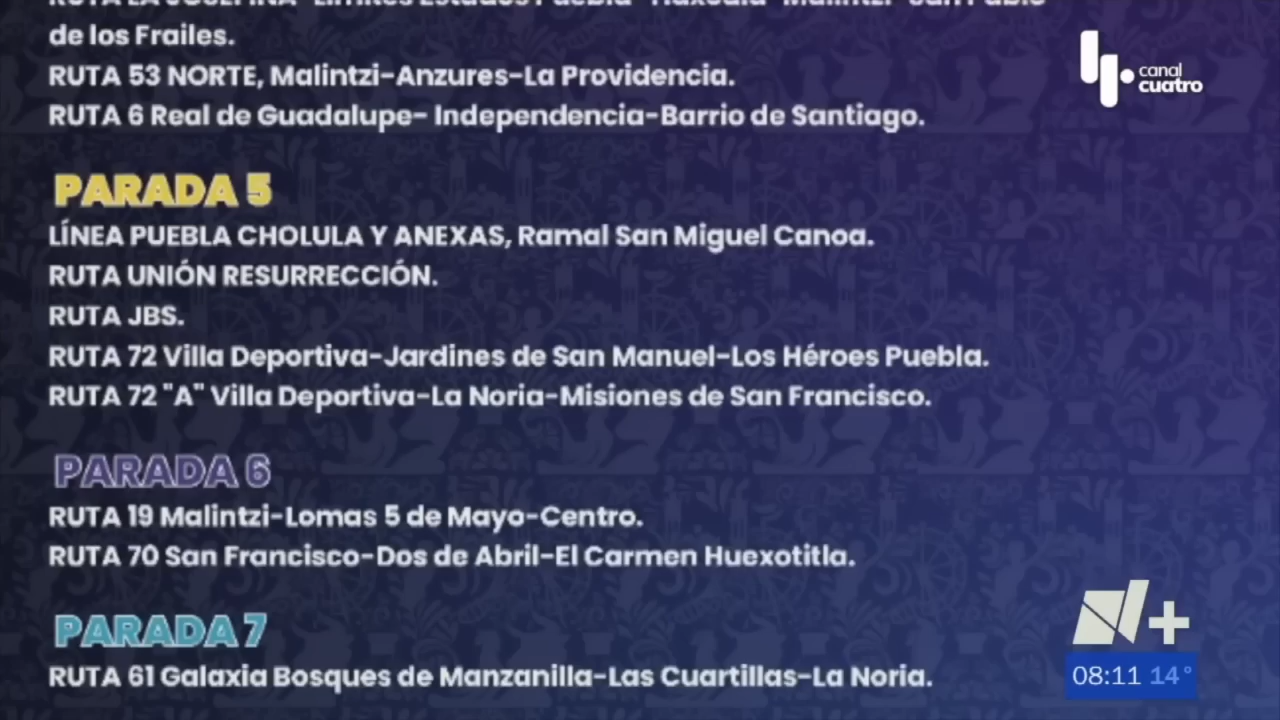 de los Frailes.
RUTA 53 NORTE, Malintzi-Anzures-La Providencia.
RUTA 6 Real de Guadalupe- Independencia-Barrio de Santiago.
PARADA 5
LÍNEA PUEBLA CHOLULA Y ANEXAS, Ramal San Miguel Canoa.
RUTA UNIÓN RESURRECCIÓN.
RUTA JBS.
RUTA 72 Villa Deportiva-Jardines de San Manuel-Los Héroes Puebla.
RUTA 72 "A" Villa Deportiva-La Noria-Misiones de San Francisco.
PARADA 6
RUTA 19 Malintzi-Lomas 5 de Mayo-Centro.
RUTA 70 San Francisco-Dos de Abril-El Carmen Huexotitla.
PARADA 7
RUTA 61 Galaxia Bosques de Manzanilla-Las Cuartillas-La Noria.
canal
cuatro
N+
08:11 14°